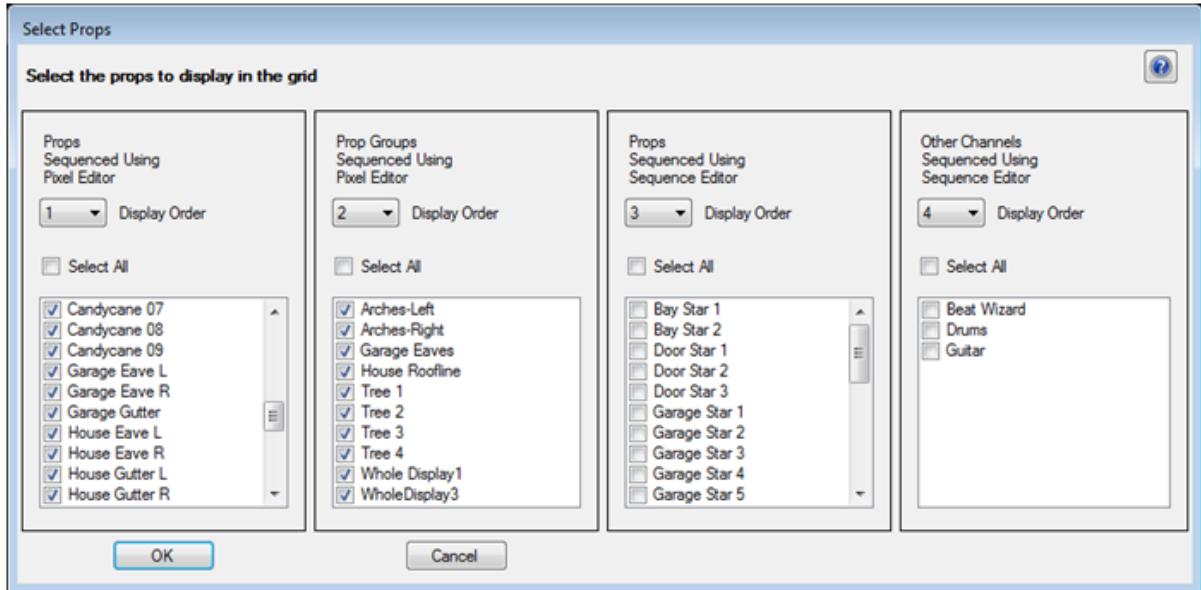 Select Props
Select the props to display in the grid
?
Props
Sequenced Using
Pixel Editor
1
Display Order
Select All
Candycane 07
Candycane 08
Candycane 09
Garage Eave L
Garage Eave R
Garage Gutter
House Eave L
House Eave R
House Gutter L
House Gutter R
Prop Groups
Sequenced Using
Pixel Editor
2
Display Order
Select All
Arches-Left
Arches-Right
Garage Eaves
House Roofline
Tree 1
Tree 2
Tree 3
Tree 4
Whole Display1
WholeDisplay3
Props
Sequenced Using
Sequence Editor
3
Display Order
Select All
Bay Star 1
Bay Star 2
Door Star 1
Door Star 2
Door Star 3
Garage Star 1
Garage Star 2
Garage Star 3
Garage Star 4
Garage Star 5
Other Channels
Sequenced Using
Sequence Editor
4
Display Order
Select All
Beat Wizard
Drums
Guitar
OK
Cancel